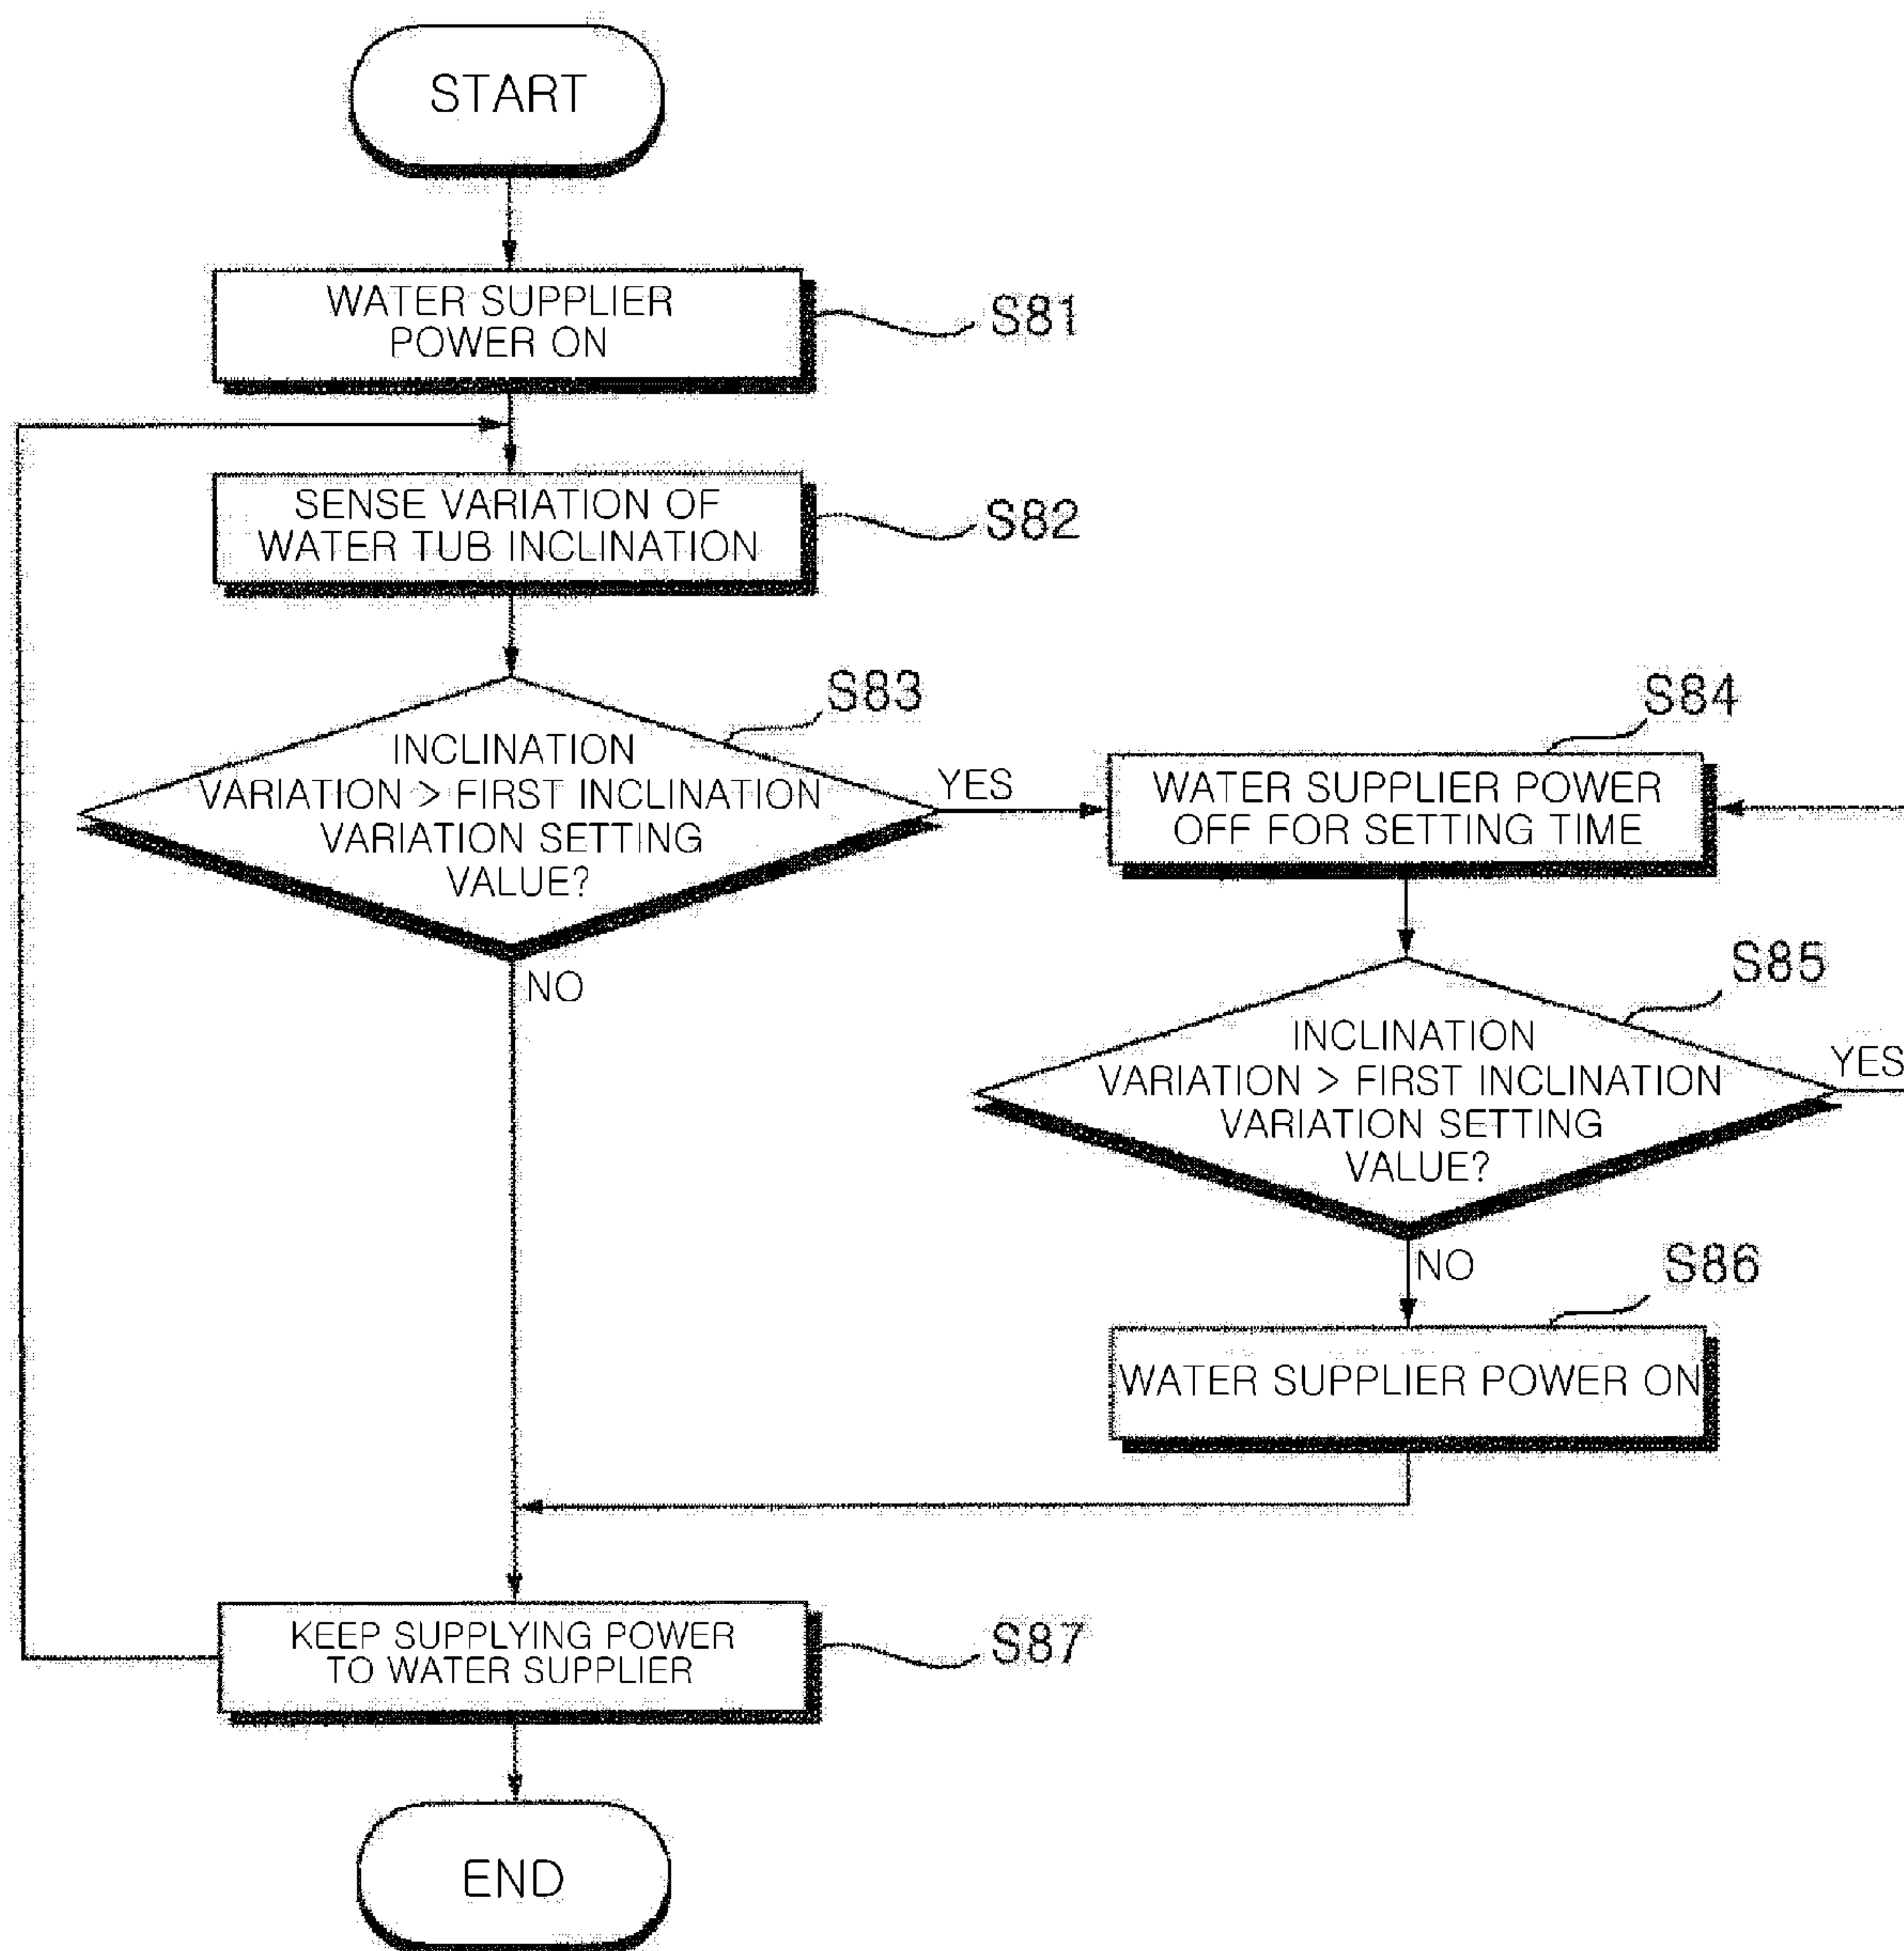 START
WATER SUPPLIER
POWER ON
S81
SENSE VARIATION OF
WATER TUB INCLINATION
S82
S83
INCLINATION
VARIATION > FIRST INCLINATION
VARIATION SETTING
VALUE?
YES
NO
S84
WATER SUPPLIER POWER
OFF FOR SETTING TIME
S85
INCLINATION
VARIATION > FIRST INCLINATION
VARIATION SETTING
VALUE?
YES
NO
S86
WATER SUPPLIER POWER ON
KEEP SUPPLYING POWER
TO WATER SUPPLIER
S87
END